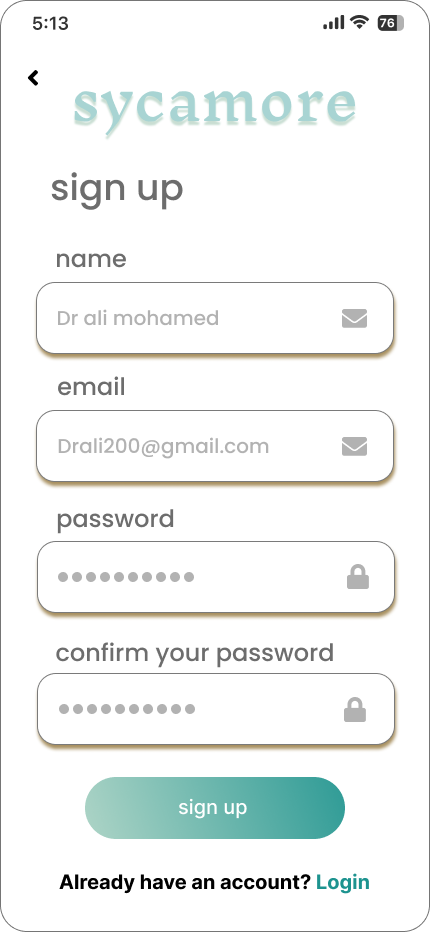 5:13
76
sycamore
sign up
name
Dr ali mohamed
email
Drali200@gmail.com
password
confirm your password
sign up
Already have an account? Login